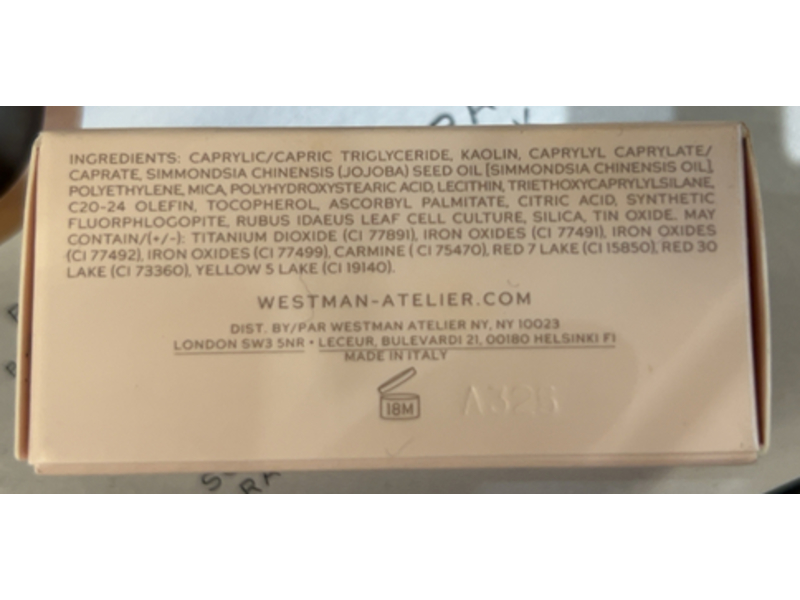 INGREDIENTS: CAPRYLIC/CAPRIC TRIGLYCERIDE, KAOLIN, CAPRYLYL CAPRYLATE/
CAPRATE, SIMMONDSIA CHINENSIS (JOJOBA) SEED OIL [SIMMONDSIA CHINENSIS OIL],
POLYETHYLENE, MICA, POLYHYDROXYSTEARIC ACID, LECITHIN, TRIETHOXYCAPRYLYLSILANE,
C20-24 OLEFIN, TOCOPHEROL, ASCORBYL PALMITATE, CITRIC ACID, SYNTHETIC
FLUORPHLOGOPITE, RUBUS IDAEUS LEAF CELL CULTURE, SILICA, TIN OXIDE. MAY
CONTAIN/(+/-): TITANIUM DIOXIDE (CI 77891), IRON OXIDES (CI 77491), IRON OXIDES
(CI 77492), IRON OXIDES (CI 77499), CARMINE ( CI 75470), RED 7 LAKE (CI 15850), RED 30
LAKE (CI 73360), YELLOW 5 LAKE (CI 19140).
WESTMAN-ATELIER.COM
DIST. BY/PAR WESTMAN ATELIER NY, NY 10023
LONDON SW3 5NR • LECEUR, BULEVARDI 21, 00180 HELSINKI FI
MADE IN ITALY
18M